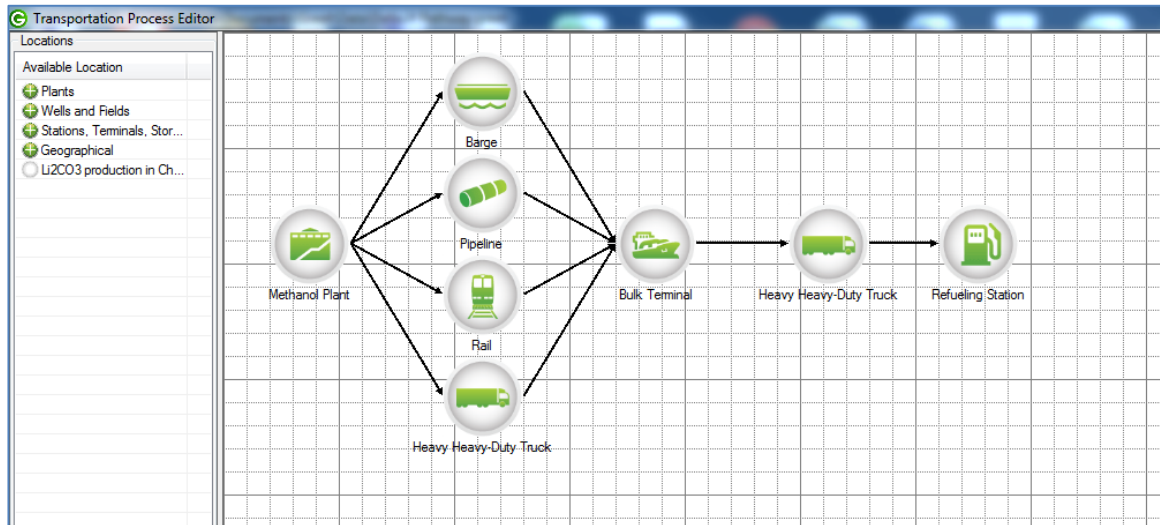 Transportation Process Editor
Locations
Available Location
Plants
Wells and Fields
Stations, Terminals, Stor...
Geographical
Li2CO3 production in Ch...
Barge
Pipeline
Methanol Plant
Bulk Terminal
Heavy Heavy-Duty Truck
Refueling Station
Rail
Heavy Heavy-Duty Truck